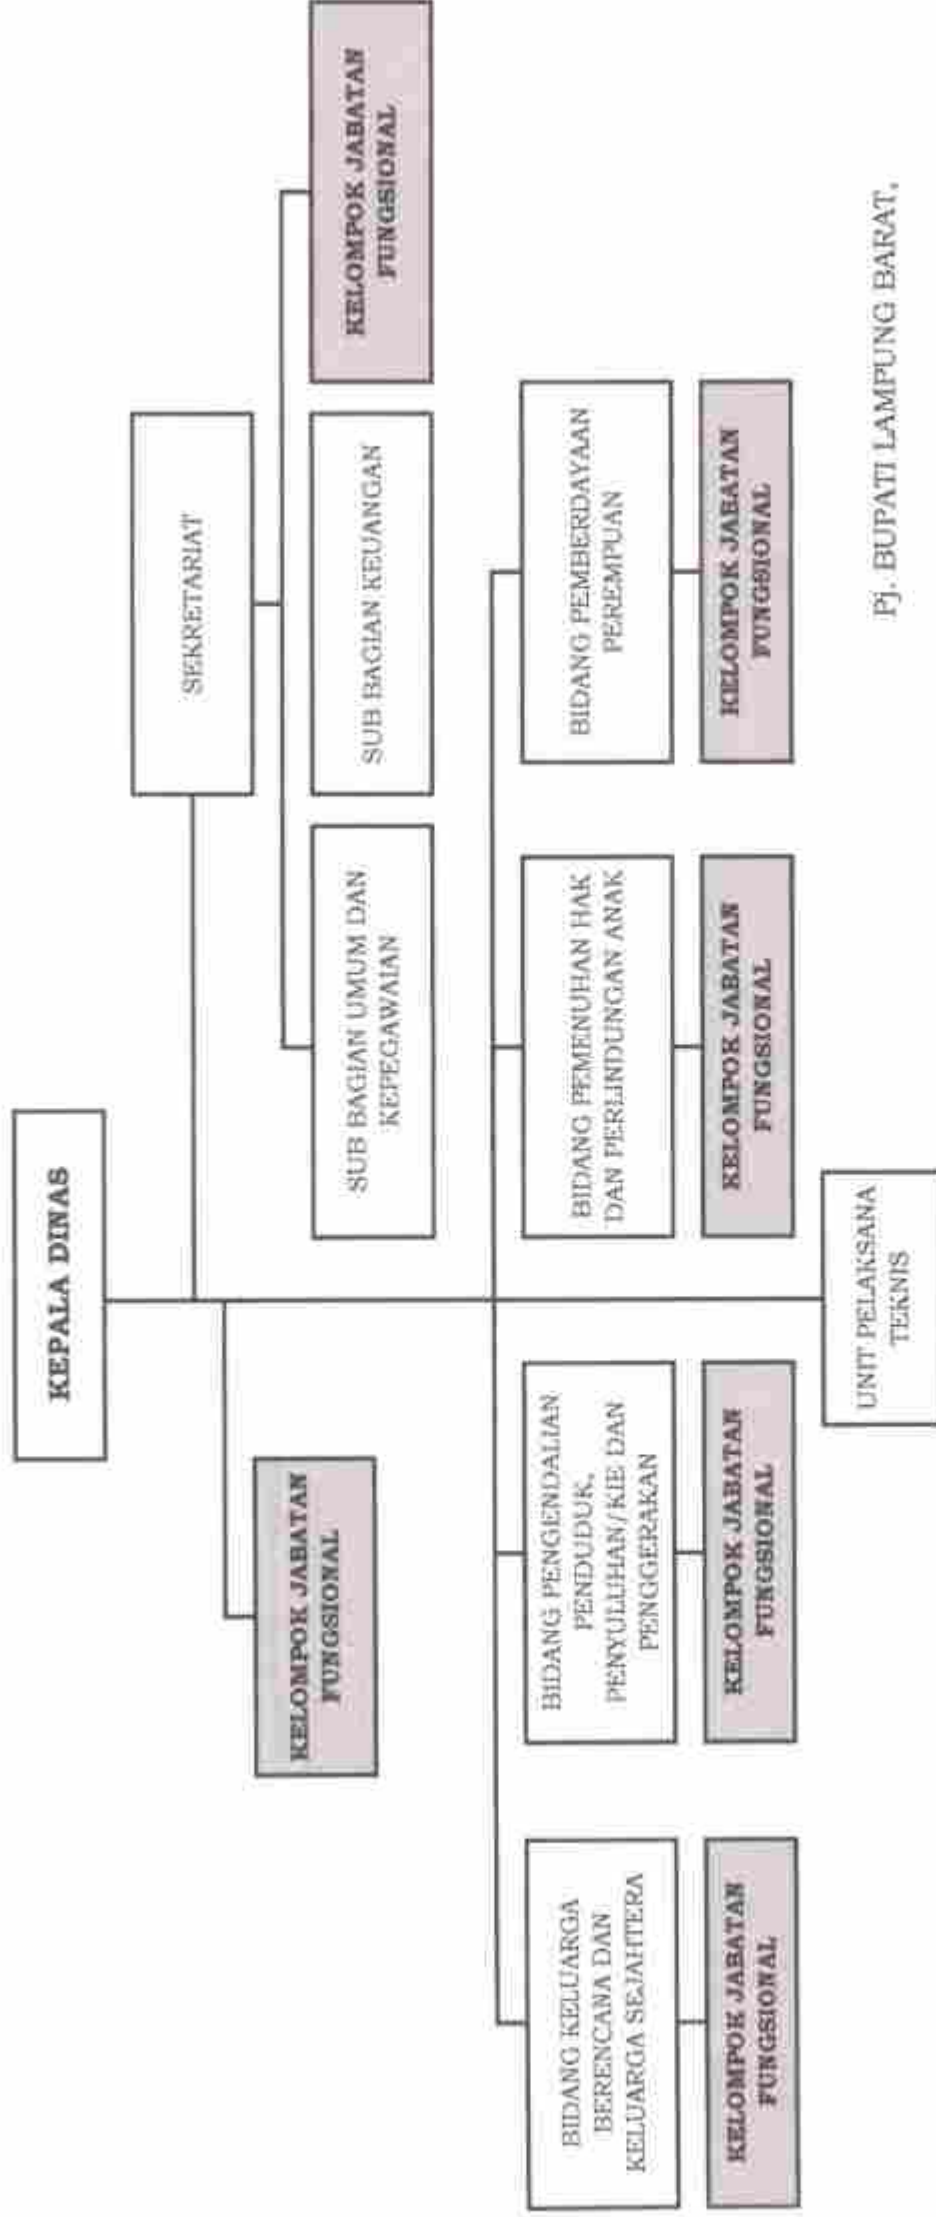 KEPALA DINAS
SEKRETARIAT
KELOMPOK JABATAN
FUNGSIONAL
SUB BAGIAN UMUM DAN
KEPEGAWAIAN
SUB BAGIAN KEUANGAN
KELOMPOK JABATAN
FUNGSIONAL
BIDANG KELUARGA
BERENCANA DAN
KELUARGA SEJAHTERA
BIDANG PENGENDALIAN
PENDUDUK,
PENYULUHAN/KIE DAN
PENGGERAKAN
BIDANG PEMENUHAN HAK
DAN PERLINDUNGAN ANAK
BIDANG PEMBERDAYAAN
PEREMPUAN
KELOMPOK JABATAN
FUNGSIONAL
KELOMPOK JABATAN
FUNGSIONAL
KELOMPOK JABATAN
FUNGSIONAL
KELOMPOK JABATAN
FUNGSIONAL
UNIT PELAKSANA
TEKNIS
Pj. BUPATI LAMPUNG BARAT,